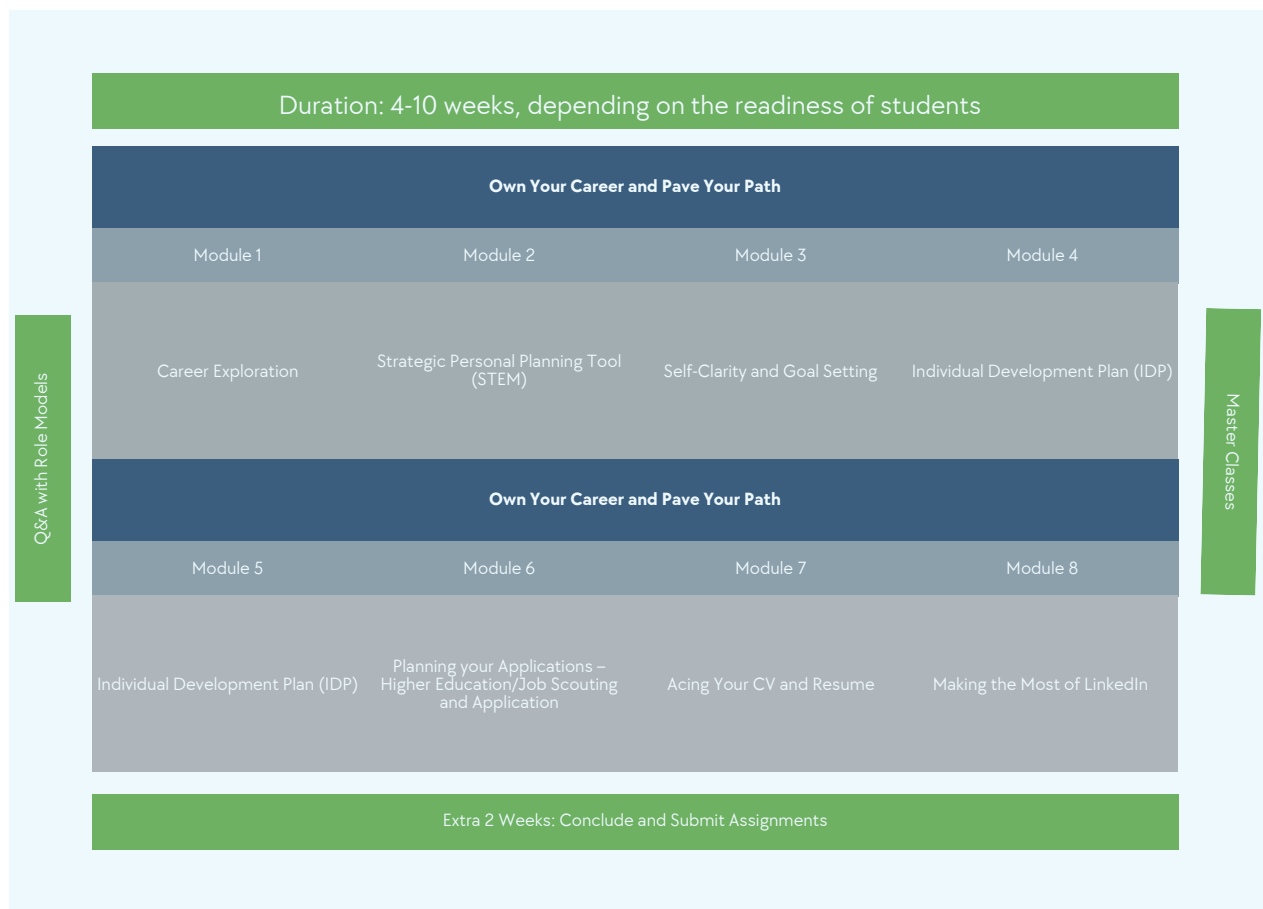 Duration: 4-10 weeks, depending on the readiness of students
Own Your Career and Pave Your Path
Module 1
Module 2
Module 3
Module 4
Career Exploration
Strategic Personal Planning Tool
(STEM)
Self-Clarity and Goal Setting
Individual Development Plan (IDP)
Q&A with Role Models
Master Classes
Own Your Career and Pave Your Path
Module 5
Module 6
Module 7
Module 8
Individual Development Plan (IDP)
Planning your Applications –
Higher Education/Job Scouting
and Application
Acing Your CV and Resume
Making the Most of LinkedIn
Extra 2 Weeks: Conclude and Submit Assignments